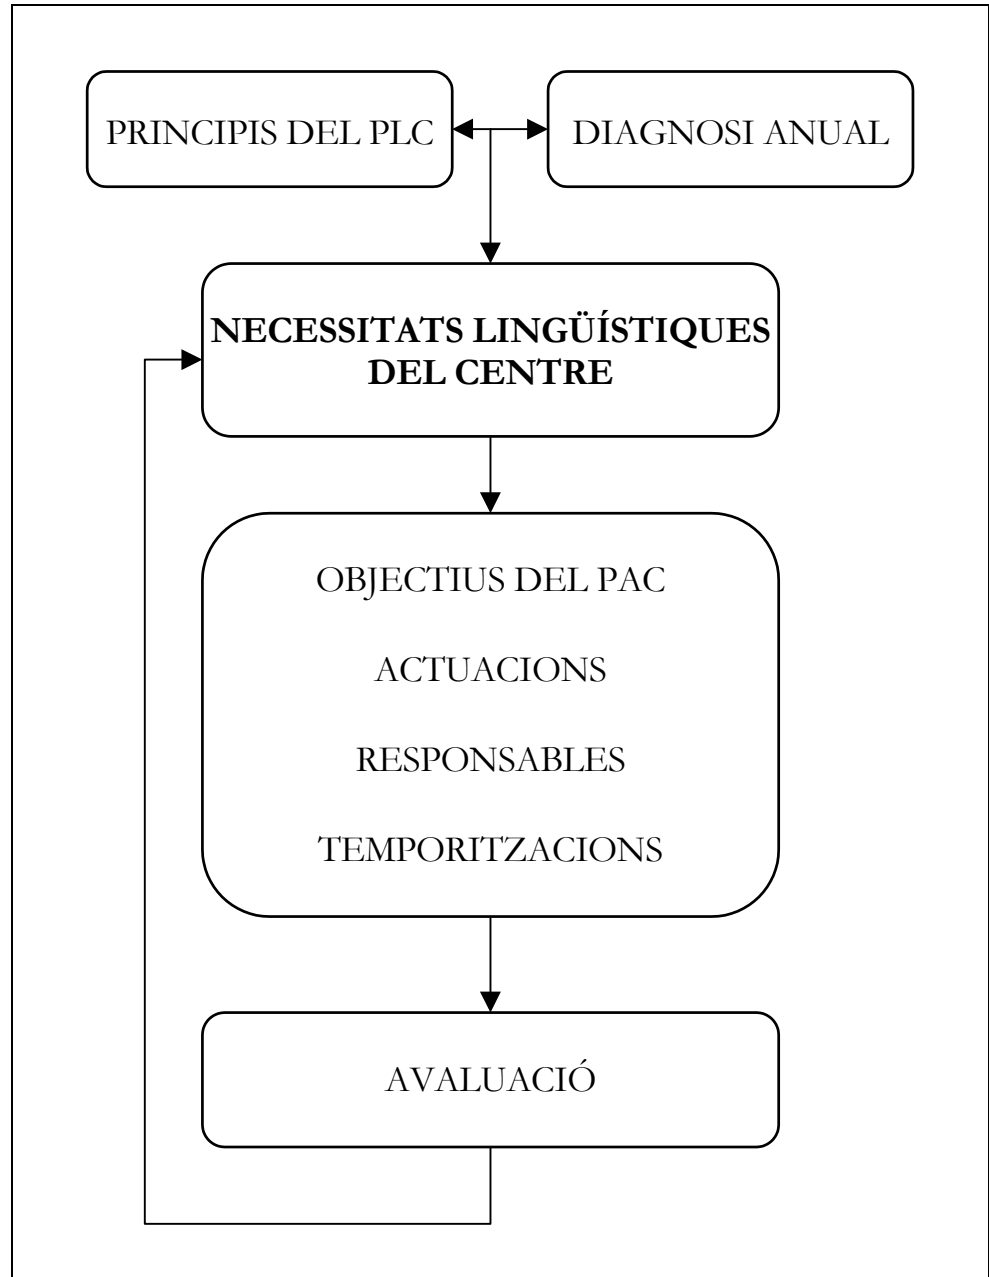 PRINCIPIS DEL PLC
DIAGNOSI ANUAL
NECESSITATS LINGÜÍSTIQUES
DEL CENTRE
OBJECTIUS DEL PAC
ACTUACIONS
RESPONSABLES
TEMPORITZACIONS
AVALUACIÓ